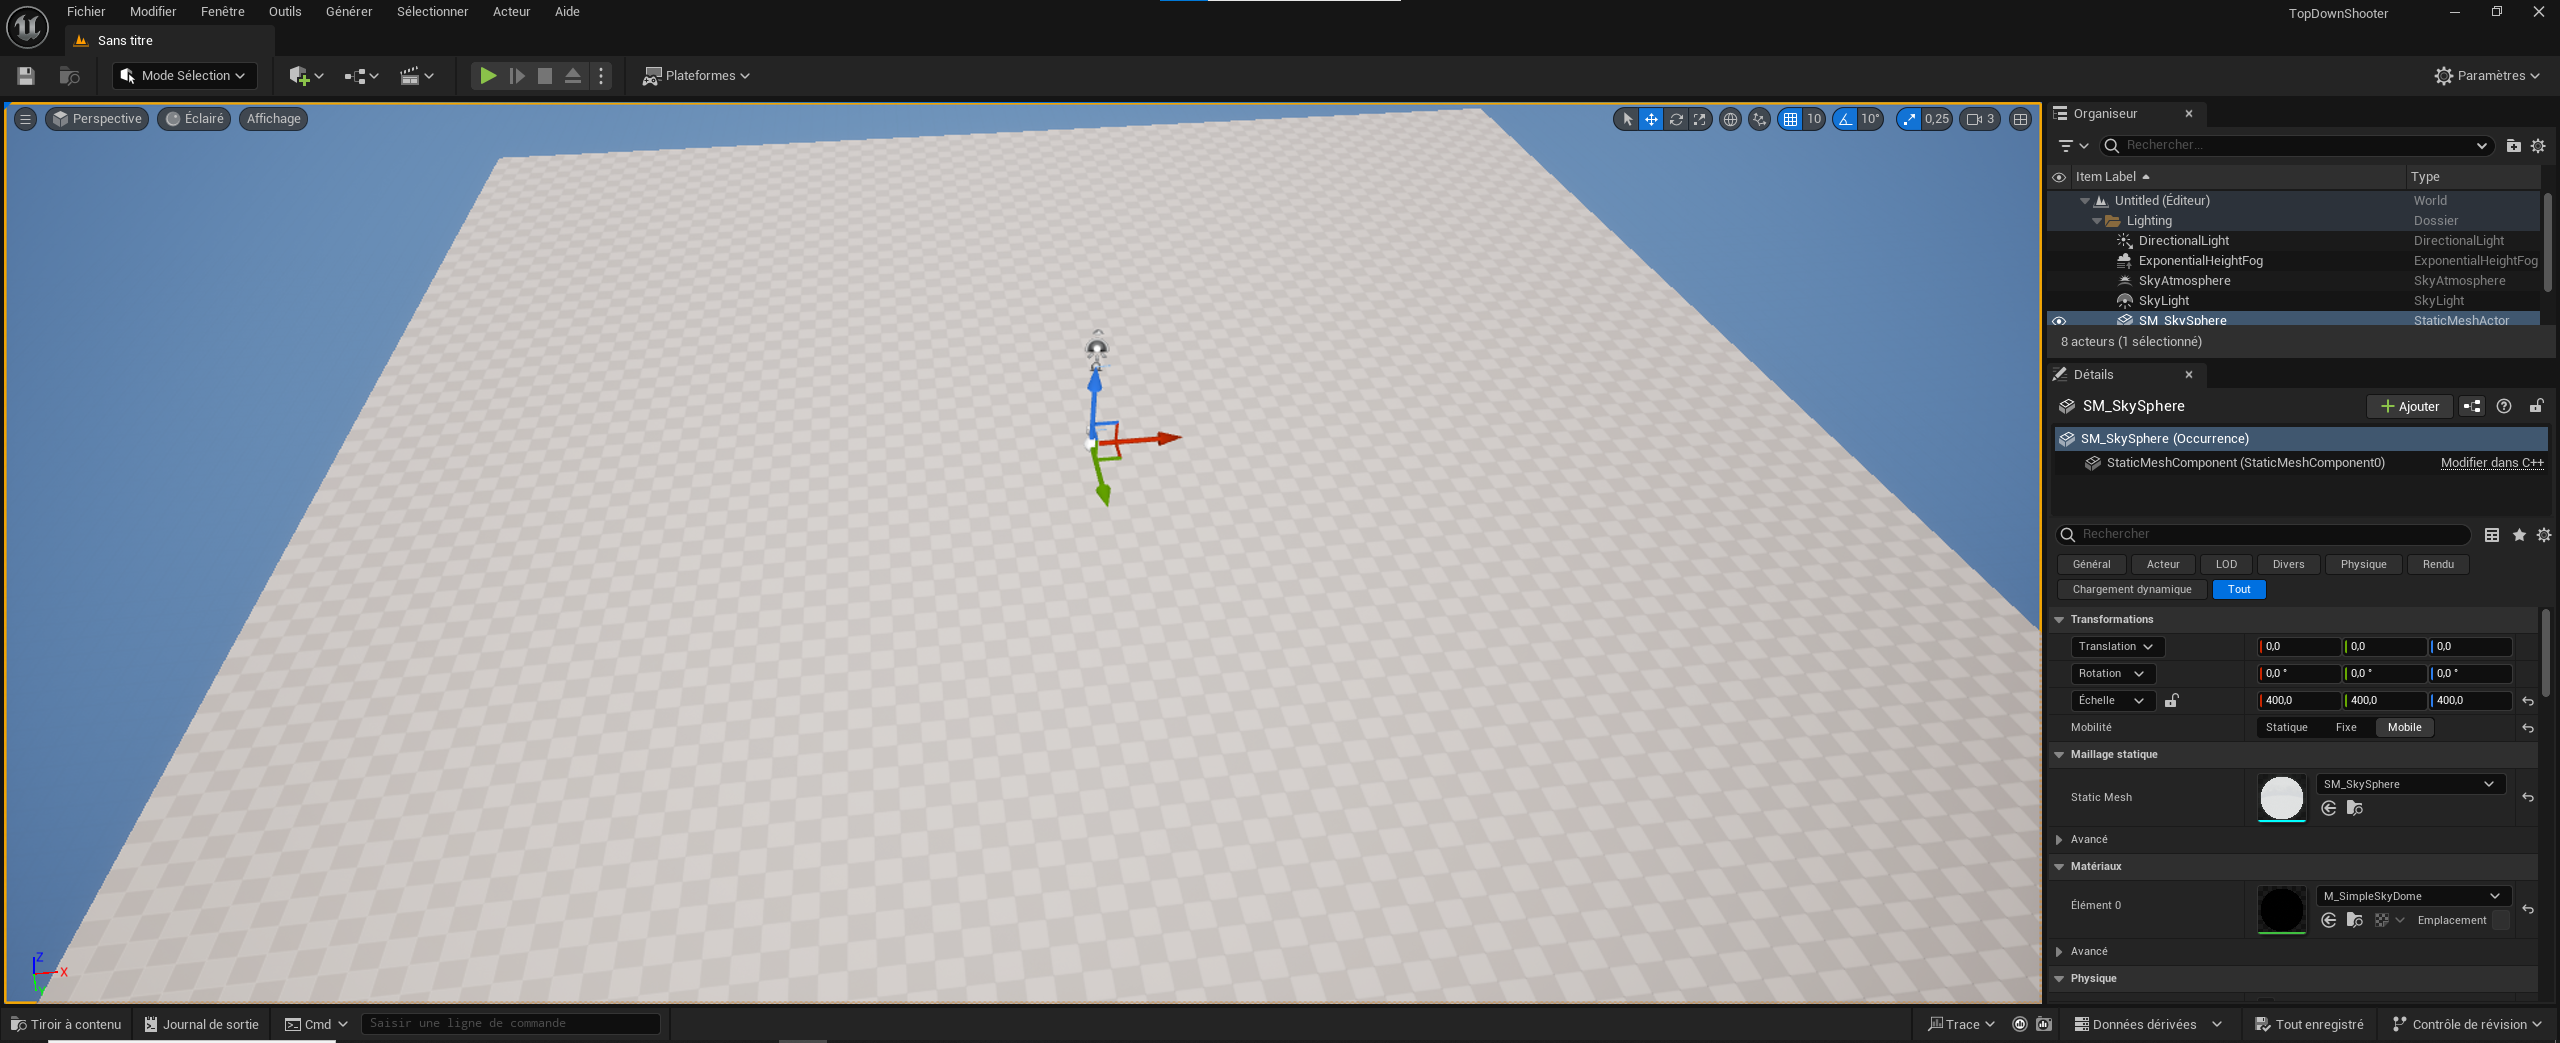 Fichier Modifier Fenêtre Outils Générer Sélectionner Acteur Aide
TopDownShooter
Sans titre
Mode Sélection
Plateformes
Paramètres
Perspective Éclairé Affichage
10 10° 0,25 3
Organiseur
Rechercher...
Item Label Type
Untitled (Éditeur) World
Lighting Dossier
DirectionalLight DirectionalLight
ExponentialHeightFog ExponentialHeightFog
SkyAtmosphere SkyAtmosphere
SkyLight SkyLight
SM_SkySphere StaticMeshActor
8 acteurs (1 sélectionné)
Détails
SM_SkySphere Ajouter
SM_SkySphere (Occurrence)
StaticMeshComponent (StaticMeshComponent0) Modifier dans C++
Rechercher
Général Acteur LOD Divers Physique Rendu
Chargement dynamique Tout
Transformations
Translation 0,0 0,0 0,0
Rotation 0,0 ° 0,0 ° 0,0 °
Échelle 400,0 400,0 400,0
Mobilité Statique Fixe Mobile
Maillage statique
Static Mesh SM_SkySphere
Avancé
Matériaux
Élément 0 M_SimpleSkyDome
Emplacement
Avancé
Physique
Z
X
Y
Tiroir à contenu Journal de sortie Cmd Saisir une ligne de commande Trace Données dérivées Tout enregistré Contrôle de révision